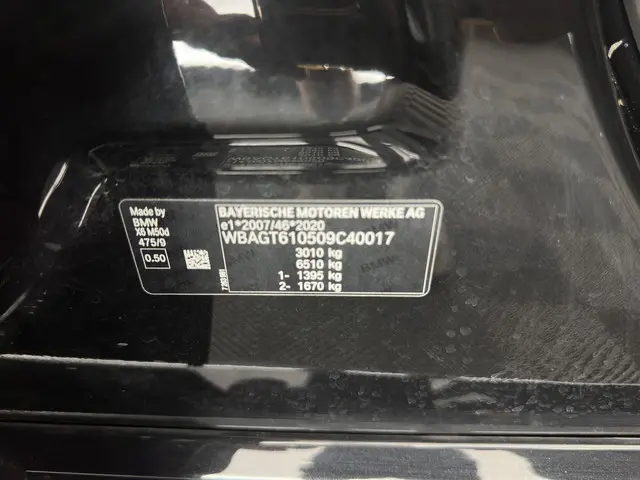 Made by
BMW
X6 M50d
475/9
0.50
BAYERISCHE MOTOREN WERKE AG
e1*2007/46*2020
WBAGT610509C40017
3010 kg
6510 kg
1- 1395 kg
2- 1670 kg